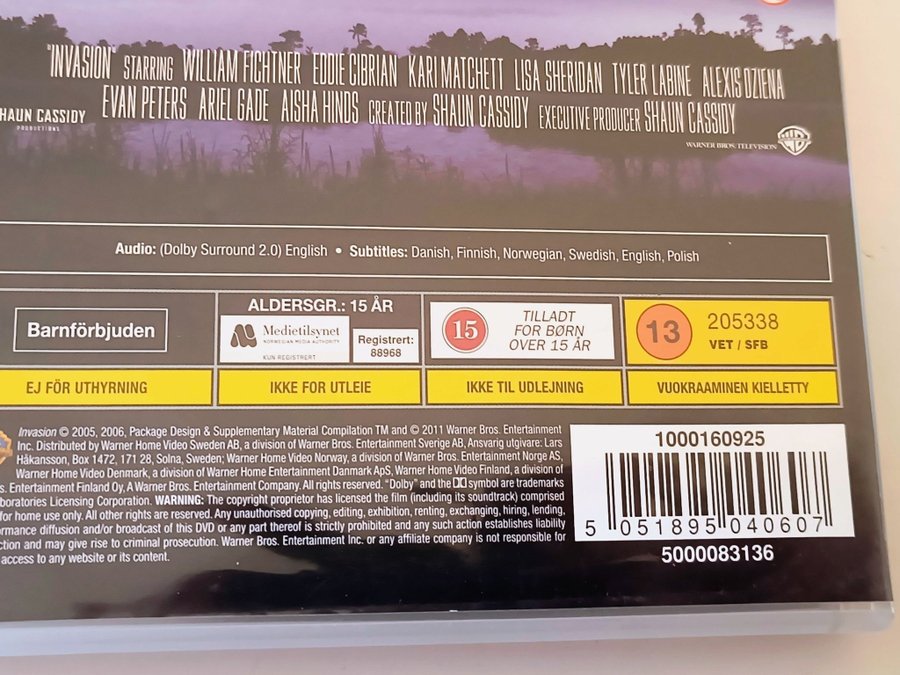 "INVASION" STARRING WILLIAM FICHTNER EDDIE CIBRIAN KARI MATCHETT LISA SHERIDAN TYLER LABINE ALEXIS DZIENA
EVAN PETERS ARIEL GADE AISHA HINDS CREATED BY SHAUN CASSIDY EXECUTIVE PRODUCER SHAUN CASSIDY
HAUN CASSIDY
PRODUCTIONS
WARNER BROS. TELEVISION
Audio: (Dolby Surround 2.0) English • Subtitles: Danish, Finnish, Norwegian, Swedish, English, Polish
Barnförbjuden
ALDERSGR.: 15 ÅR
Medietilsynet
NORWEGIAN MEDIA AUTHORITY
KUN REGISTRERT
Registrert:
88968
15
TILLADT
FOR BØRN
OVER 15 ÅR
13
205338
VET / SFB
EJ FÖR UTHYRNING
IKKE FOR UTLEIE
IKKE TIL UDLEJNING
VUOKRAAMINEN KIELLETTY
Invasion © 2005, 2006, Package Design & Supplementary Material Compilation TM and © 2011 Warner Bros. Entertainment
Inc. Distributed by Warner Home Video Sweden AB, a division of Warner Bros. Entertainment Sverige AB, Ansvarig utgivare: Lars
Håkansson, Box 1472, 171 28, Solna, Sweden; Warner Home Video Norway, a division of Warner Bros. Entertainment Norge AS,
Warner Home Video Denmark, a division of Warner Home Entertainment Danmark ApS, Warner Home Video Finland, a division of
s. Entertainment Finland Oy, A Warner Bros. Entertainment Company. All rights reserved. "Dolby" and the DD symbol are trademarks
aboratories Licensing Corporation. WARNING: The copyright proprietor has licensed the film (including its soundtrack) comprised
for home use only. All other rights are reserved. Any unauthorised copying, editing, exhibition, renting, exchanging, hiring, lending,
ormance diffusion and/or broadcast of this DVD or any part thereof is strictly prohibited and any such action establishes liability
ction and may give rise to criminal prosecution. Warner Bros. Entertainment Inc. or any affiliate company is not responsible for
access to any website or its content.
1000160925
5 051895 040607
5000083136